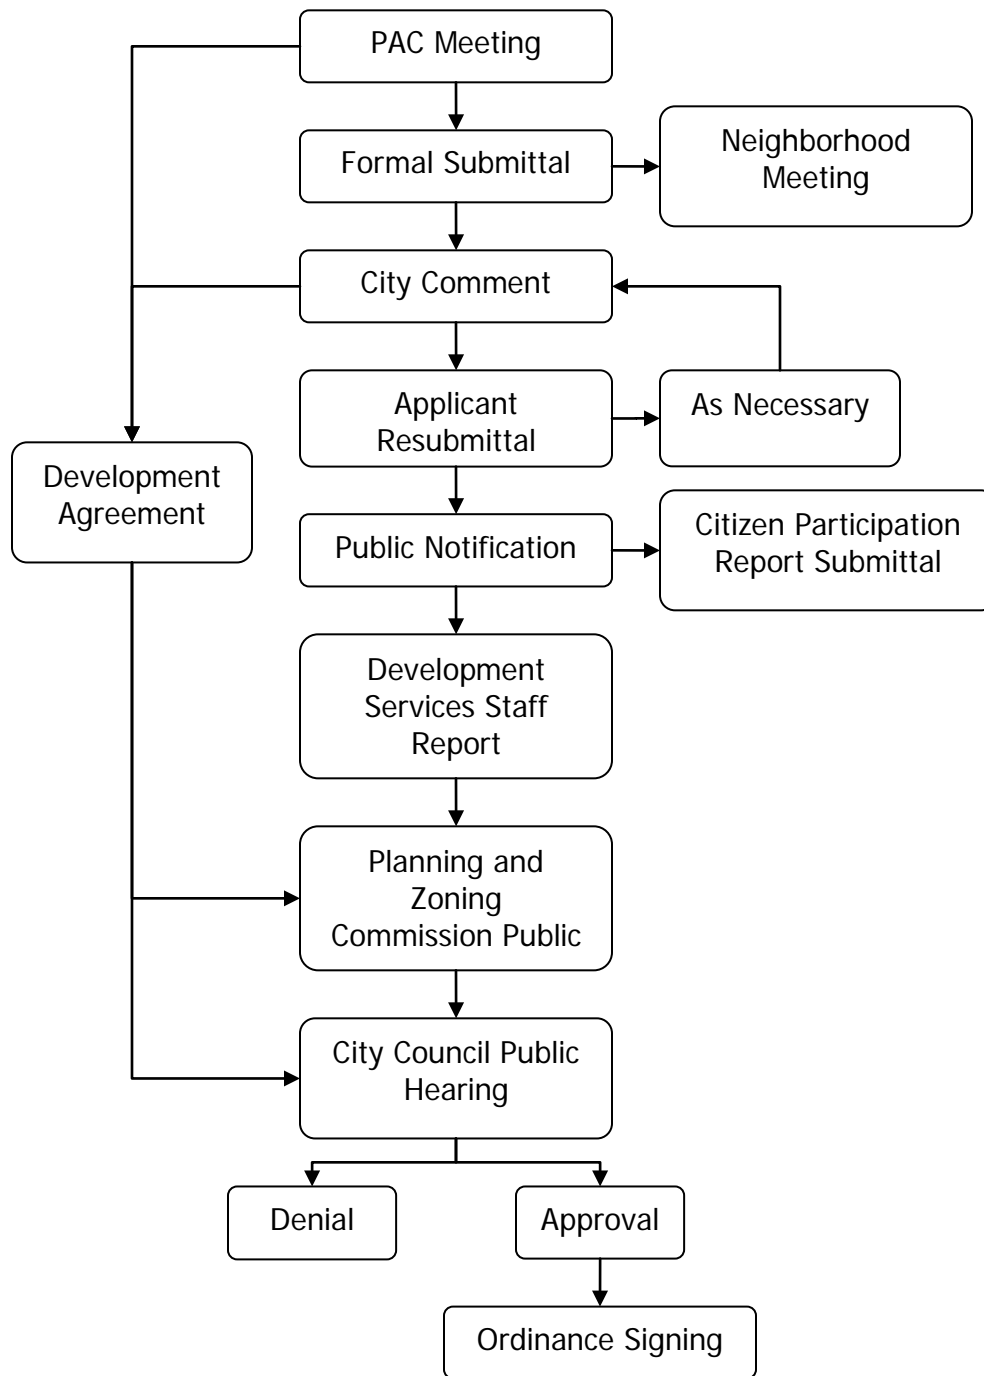 PAC Meeting
Formal Submittal
Neighborhood
Meeting
City Comment
Applicant
Resubmittal
As Necessary
Development
Agreement
Public Notification
Citizen Participation
Report Submittal
Development
Services Staff
Report
Planning and
Zoning
Commission Public
City Council Public
Hearing
Denial
Approval
Ordinance Signing